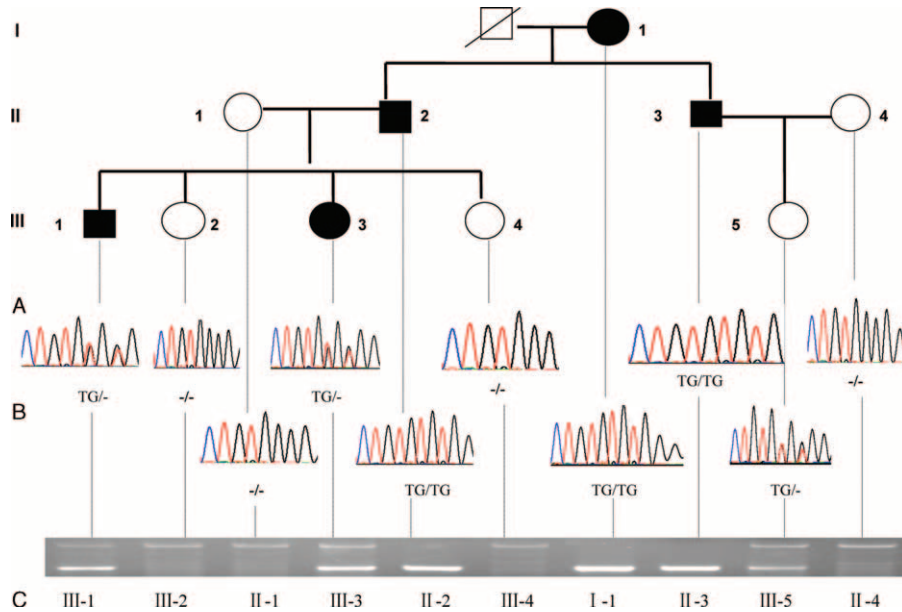 I 1
II 1 2 3 4
III 1 2 3 4 5
A
TG/- -/- TG/- -/- TG/TG -/-
B
-/- TG/TG TG/TG TG/-
C III-1 III-2 II -1 III-3 II -2 III-4 I -1 II -3 III-5 II -4